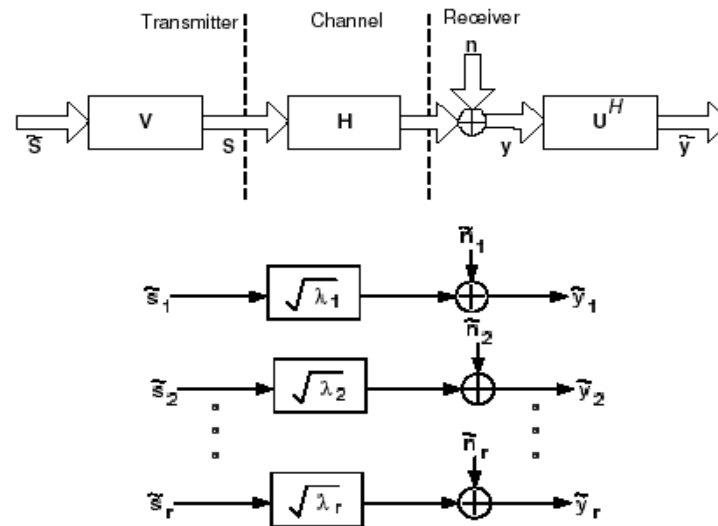 Transmitter Channel Receiver
n
V H U^H
s̃ s y ỹ
ñ₁
s̃₁ √λ₁ ỹ₁
ñ₂
s̃₂ √λ₂ ỹ₂
ñᵣ
s̃ᵣ √λᵣ ỹᵣ